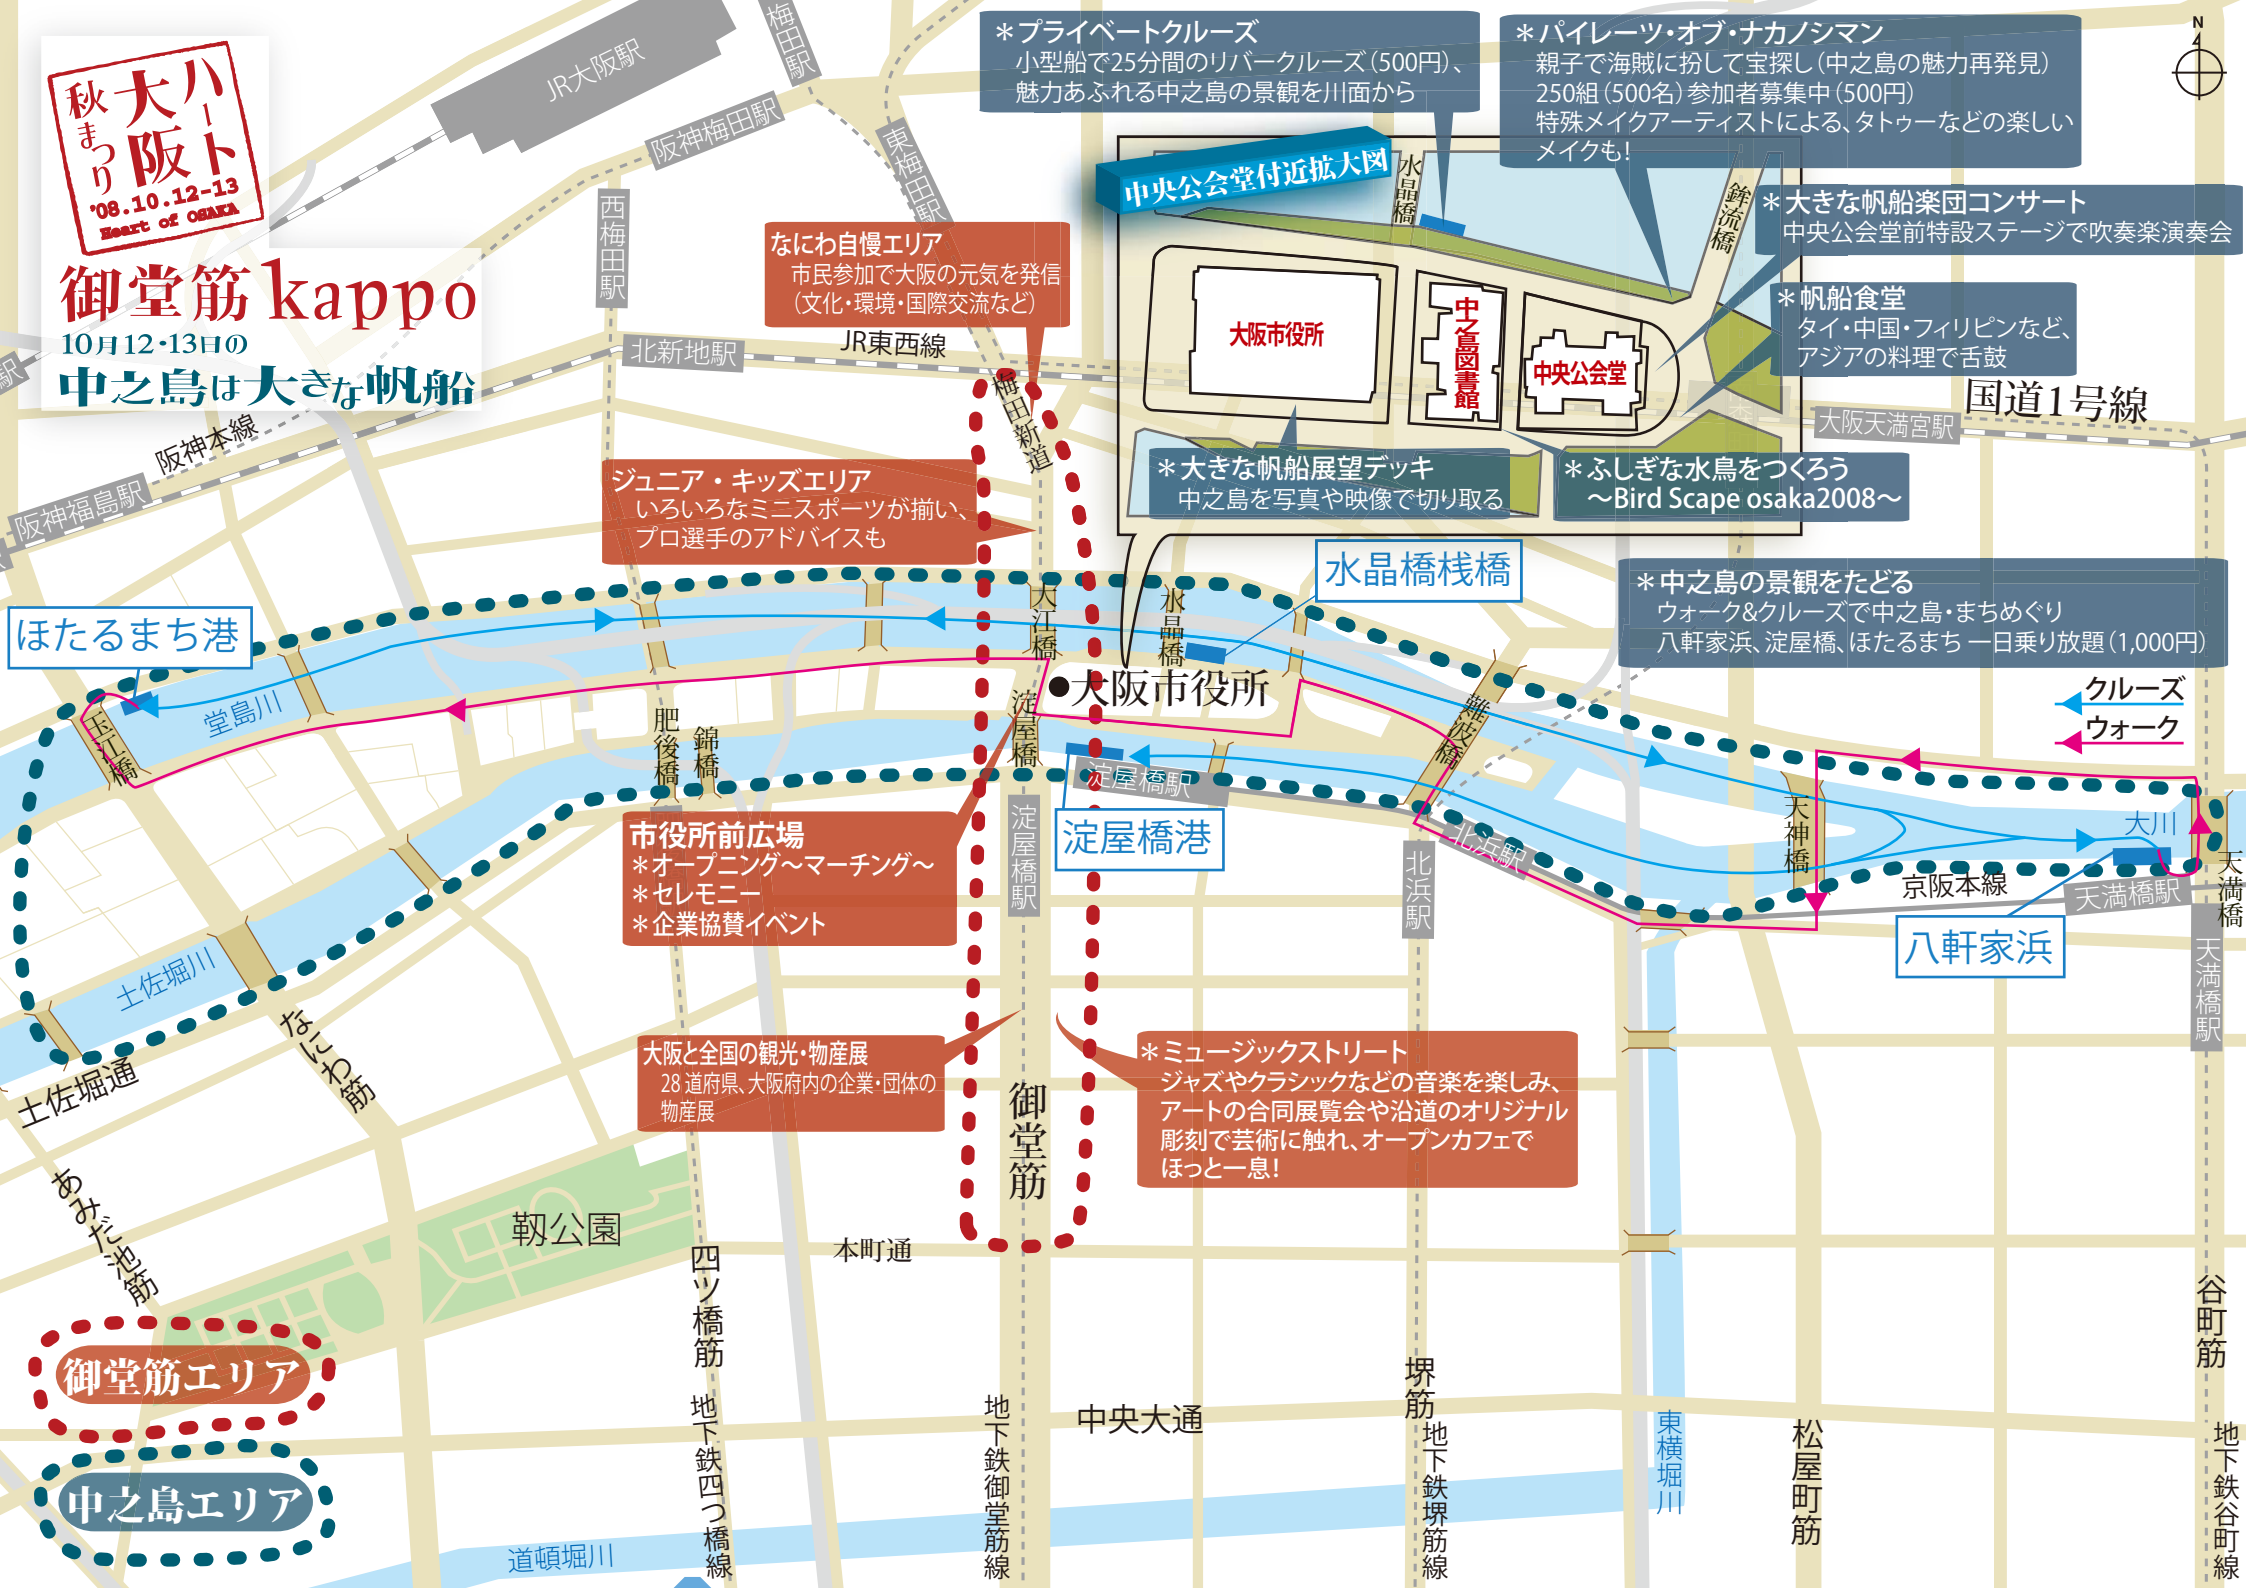 ハート
大阪
秋まつり
'08.10.12-13
Heart of OSAKA
御堂筋kappo
10月12・13日の
中之島は大きな帆船
JR大阪駅
梅田駅
阪神梅田駅
東梅田駅
西梅田駅
北新地駅
JR東西線
阪神本線
阪神福島駅
駅
梅田新道
*プライベートクルーズ
小型船で25分間のリバークルーズ(500円)、
魅力あふれる中之島の景観を川面から
*パイレーツ・オブ・ナカノシマン
親子で海賊に扮して宝探し(中之島の魅力再発見)
250組(500名)参加者募集中(500円)
特殊メイクアーティストによる、タトゥーなどの楽しい
メイクも!
N
中央公会堂付近拡大図
水晶橋
鉾流橋
*大きな帆船楽団コンサート
中央公会堂前特設ステージで吹奏楽演奏会
*帆船食堂
タイ・中国・フィリピンなど、
アジアの料理で舌鼓
大阪市役所
中之島図書館
中央公会堂
*大きな帆船展望デッキ
中之島を写真や映像で切り取る
*ふしぎな水鳥をつくろう
〜Bird Scape osaka2008〜
大阪天満宮駅
国道1号線
なにわ自慢エリア
市民参加で大阪の元気を発信
(文化・環境・国際交流など)
ジュニア・キッズエリア
いろいろなミニスポーツが揃い、
プロ選手のアドバイスも
水晶橋桟橋
*中之島の景観をたどる
ウォーク&クルーズで中之島・まちめぐり
八軒家浜、淀屋橋、ほたるまち 一日乗り放題(1,000円)
クルーズ
ウォーク
ほたるまち港
堂島川
玉江橋
大江橋
水晶橋
●大阪市役所
淀屋橋
肥後橋
錦橋
難波橋
淀屋橋駅
淀屋橋港
淀屋橋駅
北浜駅
北浜駅
天神橋
大川
天満橋
京阪本線
天満橋駅
天満橋駅
八軒家浜
市役所前広場
*オープニング〜マーチング〜
*セレモニー
*企業協賛イベント
土佐堀川
土佐堀通
なにわ筋
あみだ池筋
大阪と全国の観光・物産展
28道府県、大阪府内の企業・団体の
物産展
*ミュージックストリート
ジャズやクラシックなどの音楽を楽しみ、
アートの合同展覧会や沿道のオリジナル
彫刻で芸術に触れ、オープンカフェで
ほっと一息!
御堂筋
靱公園
本町通
四ツ橋筋
地下鉄四つ橋線
地下鉄御堂筋線
中央大通
堺筋
地下鉄堺筋線
東横堀川
松屋町筋
谷町筋
地下鉄谷町線
道頓堀川
御堂筋エリア
中之島エリア